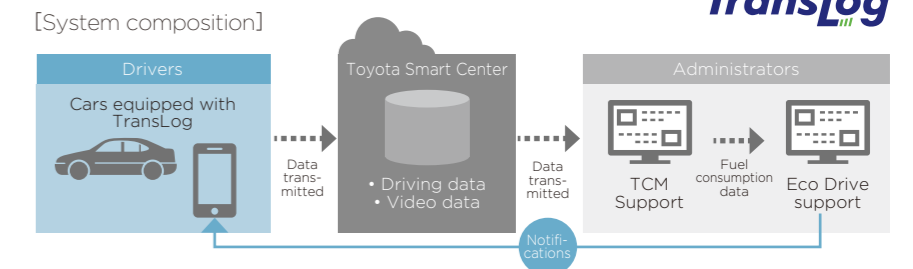 TransLog
[System composition]
Drivers
Cars equipped with
TransLog
Data
trans-
mitted
Toyota Smart Center
• Driving data
• Video data
Data
trans-
mitted
Administrators
TCM
Support
Fuel
consumption
data
Eco Drive
support
Notifi-
cations